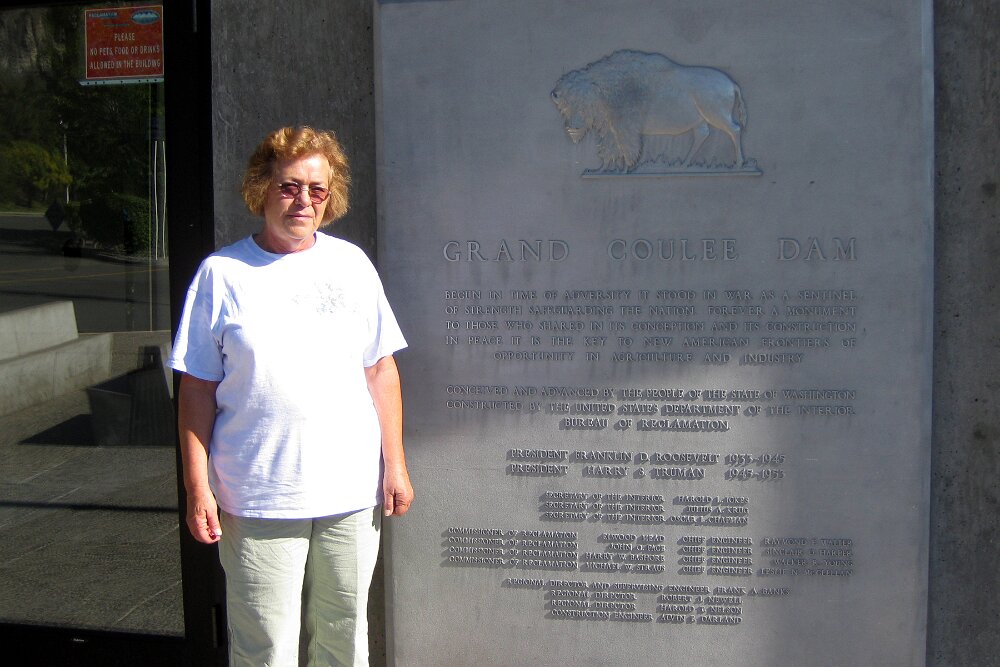 RECLAMATION
PLEASE
NO PETS, FOOD OR DRINKS
ALLOWED IN THE BUILDING
GRAND COULEE DAM
BEGUN IN TIME OF ADVERSITY IT STOOD IN WAR AS A SENTINEL
OF STRENGTH SAFEGUARDING THE NATION. FOREVER A MONUMENT
TO THOSE WHO SHARED IN ITS CONCEPTION AND ITS CONSTRUCTION
IN PEACE IT IS THE KEY TO NEW AMERICAN FRONTIERS OF
OPPORTUNITY IN AGRICULTURE AND INDUSTRY
CONCEIVED AND ADVANCED BY THE PEOPLE OF THE STATE OF WASHINGTON
CONSTRUCTED BY THE UNITED STATES DEPARTMENT OF THE INTERIOR
BUREAU OF RECLAMATION.
PRESIDENT FRANKLIN D. ROOSEVELT 1933-1945
PRESIDENT HARRY S TRUMAN 1945-1953
SECRETARY OF THE INTERIOR HAROLD L. ICKES
SECRETARY OF THE INTERIOR JULIUS A. KRUG
SECRETARY OF THE INTERIOR OSCAR L. CHAPMAN
COMMISSIONER OF RECLAMATION ELWOOD MEAD CHIEF ENGINEER RAYMOND F. WALTER
COMMISSIONER OF RECLAMATION JOHN C. PAGE CHIEF ENGINEER SINCLAIR O. HARPER
COMMISSIONER OF RECLAMATION HARRY W. BASHORE CHIEF ENGINEER WALKER R. YOUNG
COMMISSIONER OF RECLAMATION MICHAEL W. STRAUS CHIEF ENGINEER LESLIE N. McCLELLAN
REGIONAL DIRECTOR AND SUPERVISING ENGINEER FRANK A. BANKS
REGIONAL DIRECTOR ROBERT J. NEWELL
REGIONAL DIRECTOR HAROLD T. NELSON
CONSTRUCTION ENGINEER ALVIN F. DARLAND